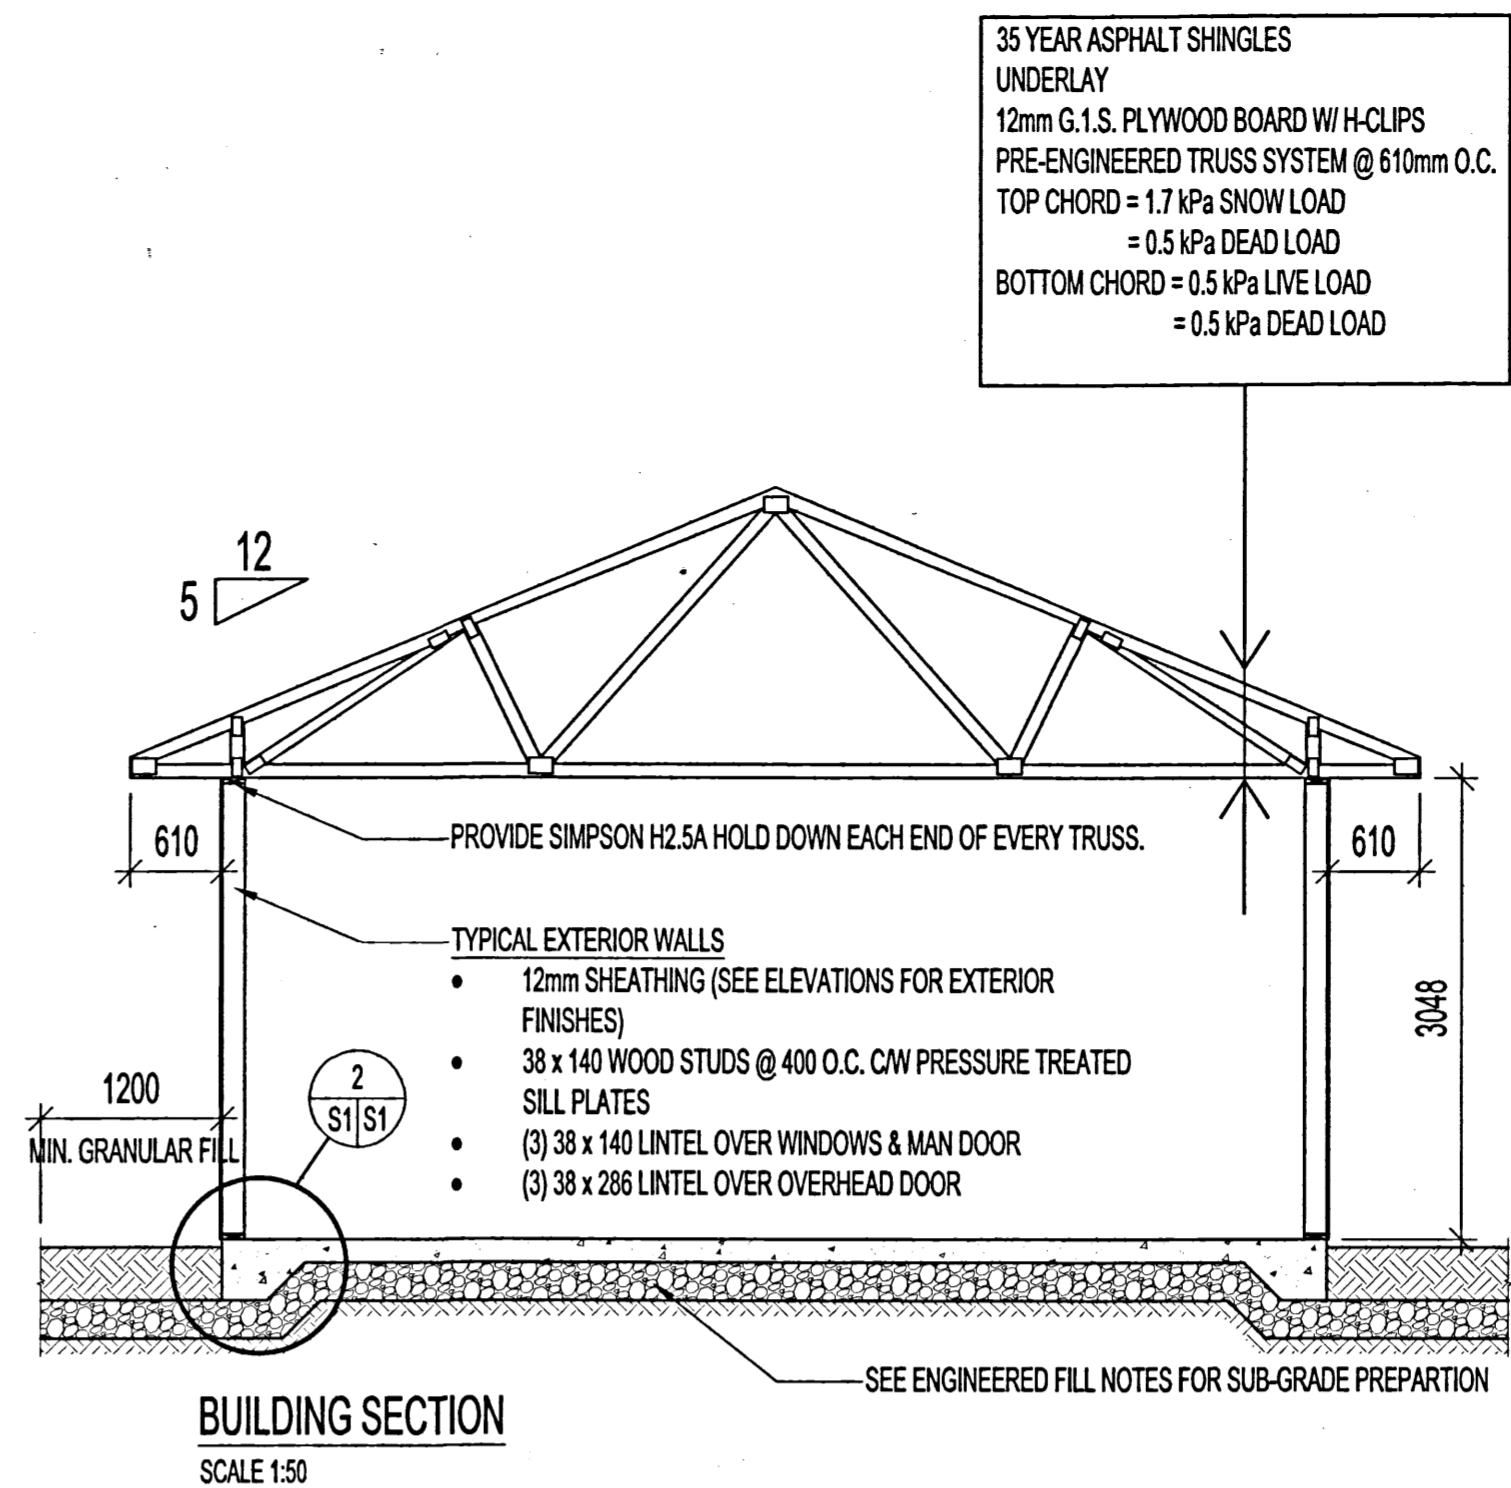 35 YEAR ASPHALT SHINGLES
UNDERLAY
12mm G.1.S. PLYWOOD BOARD W/ H-CLIPS
PRE-ENGINEERED TRUSS SYSTEM @ 610mm O.C.
TOP CHORD = 1.7 kPa SNOW LOAD
= 0.5 kPa DEAD LOAD
BOTTOM CHORD = 0.5 kPa LIVE LOAD
= 0.5 kPa DEAD LOAD
12
5
610
PROVIDE SIMPSON H2.5A HOLD DOWN EACH END OF EVERY TRUSS.
610
TYPICAL EXTERIOR WALLS
• 12mm SHEATHING (SEE ELEVATIONS FOR EXTERIOR
FINISHES)
• 38 x 140 WOOD STUDS @ 400 O.C. C/W PRESSURE TREATED
SILL PLATES
• (3) 38 x 140 LINTEL OVER WINDOWS & MAN DOOR
• (3) 38 x 286 LINTEL OVER OVERHEAD DOOR
3048
1200
MIN. GRANULAR FILL
2
S1 S1
SEE ENGINEERED FILL NOTES FOR SUB-GRADE PREPARTION
BUILDING SECTION
SCALE 1:50